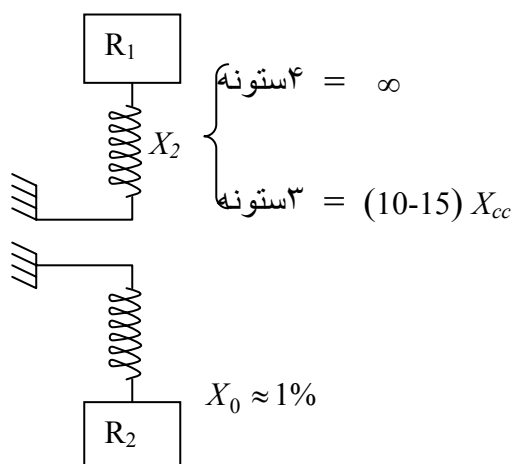 R₁
۴ستونه = ∞
X₂
۳ستونه = (10-15) Xcc
X₀ ≈ 1%
R₂